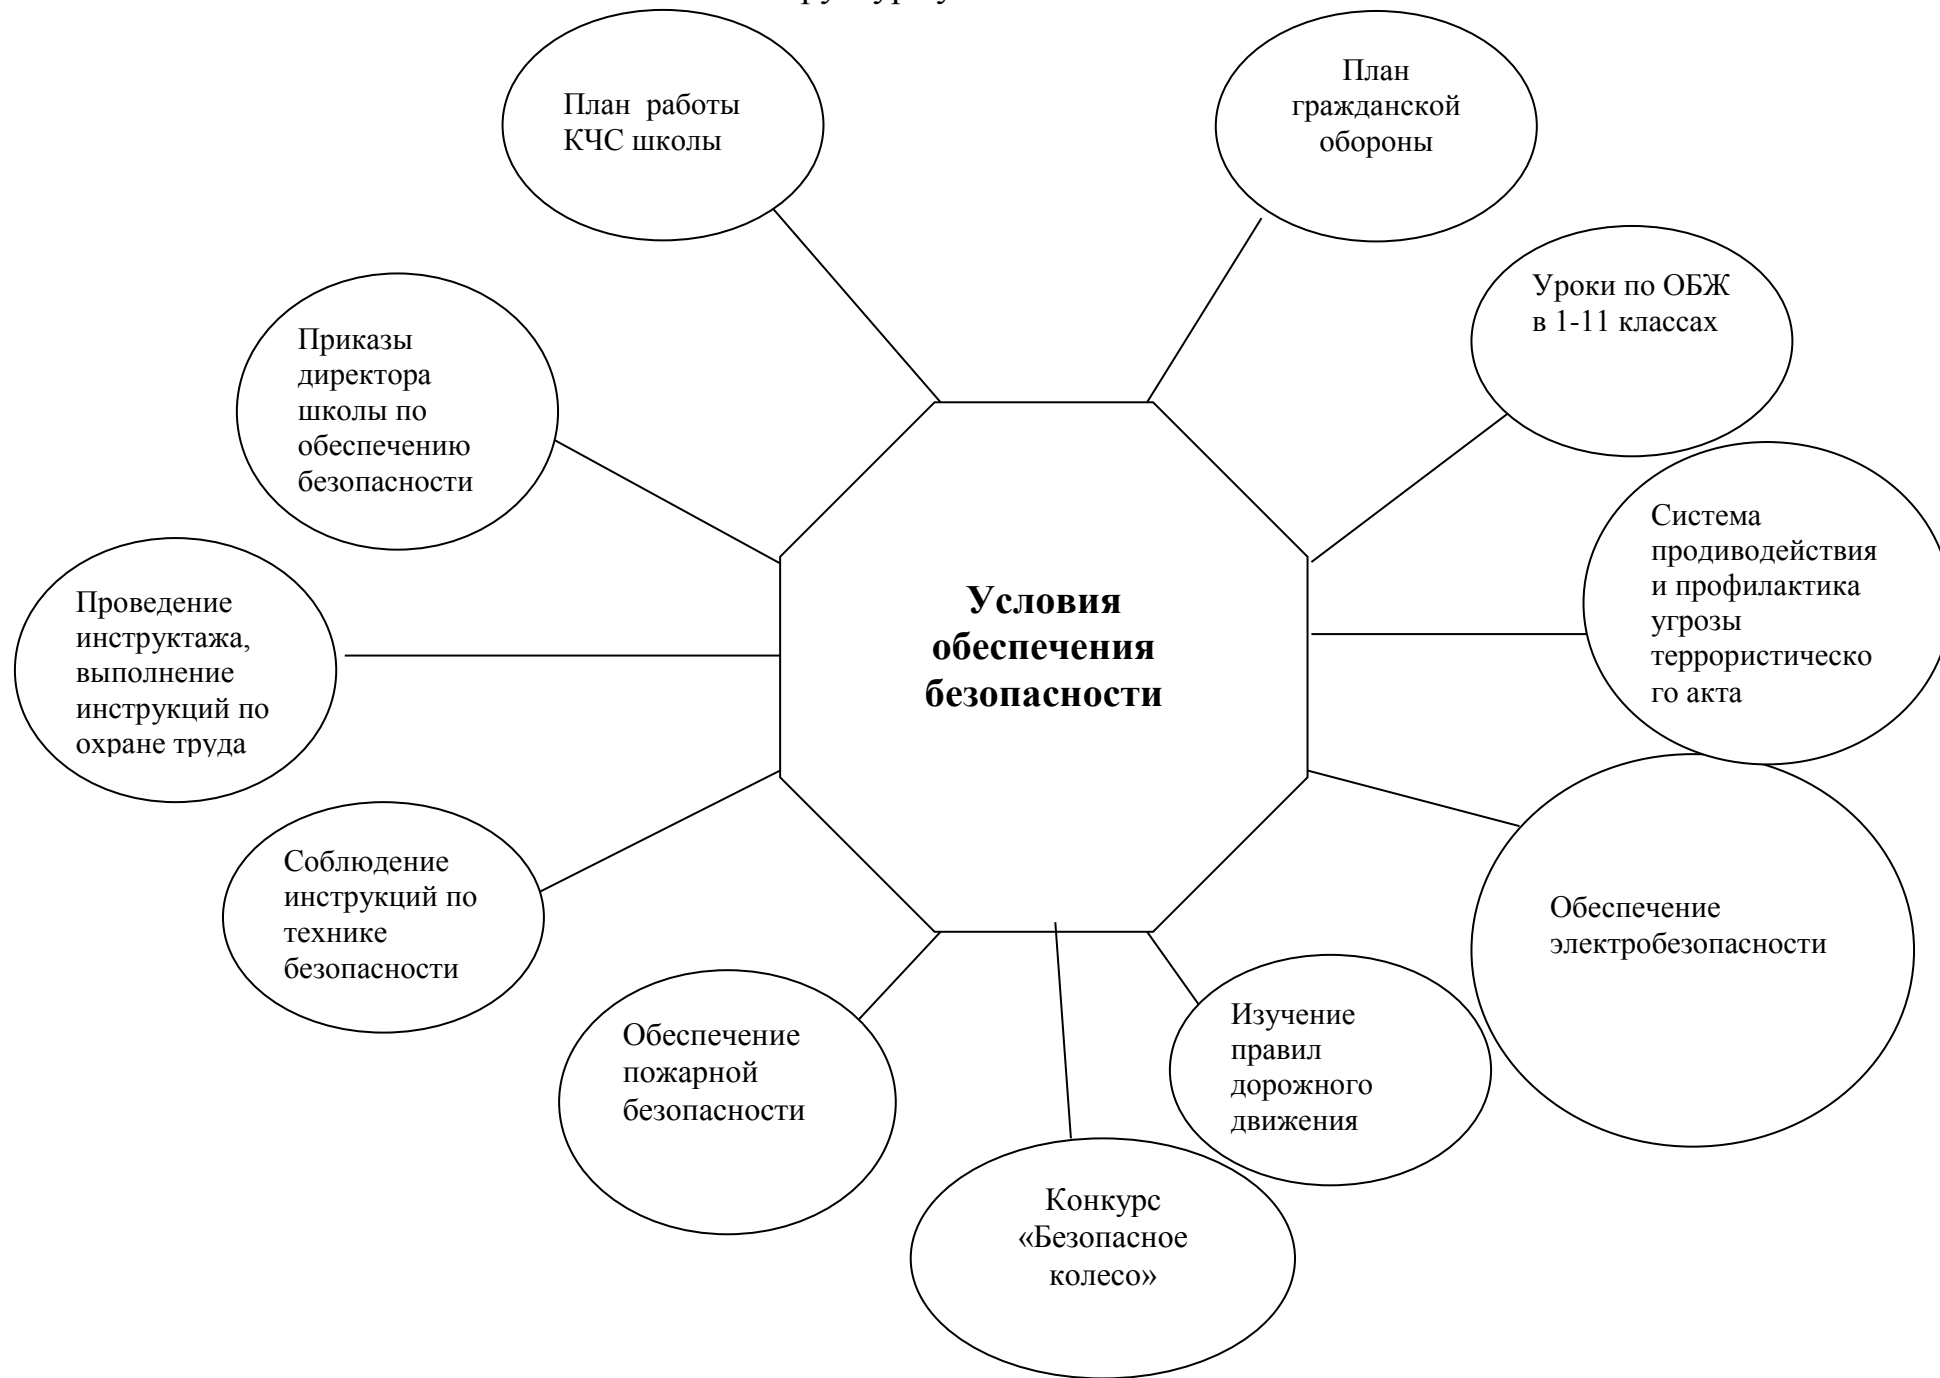 План работы
КЧС школы
План
гражданской
обороны
Уроки по ОБЖ
в 1-11 классах
Приказы
директора
школы по
обеспечению
безопасности
Система
продиводействия
и профилактика
угрозы
террористическо
го акта
Проведение
инструктажа,
выполнение
инструкций по
охране труда
Условия
обеспечения
безопасности
Соблюдение
инструкций по
технике
безопасности
Обеспечение
электробезопасности
Обеспечение
пожарной
безопасности
Изучение
правил
дорожного
движения
Конкурс
«Безопасное
колесо»